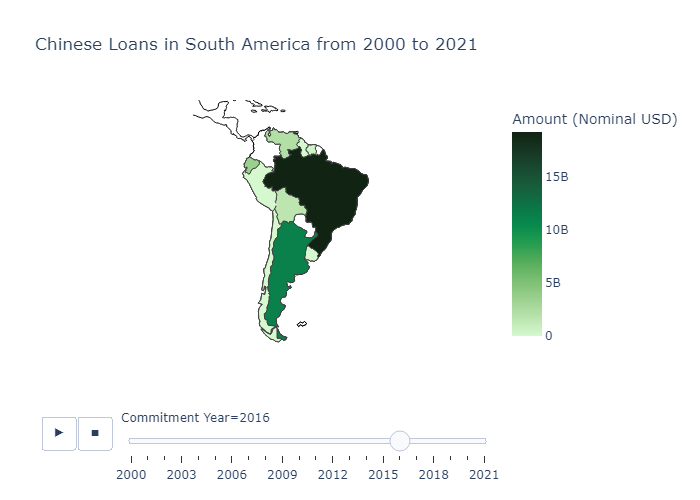 Chinese Loans in South America from 2000 to 2021
Amount (Nominal USD)
15B
10B
5B
0
Commitment Year=2016
2000 2003 2006 2009 2012 2015 2018 2021